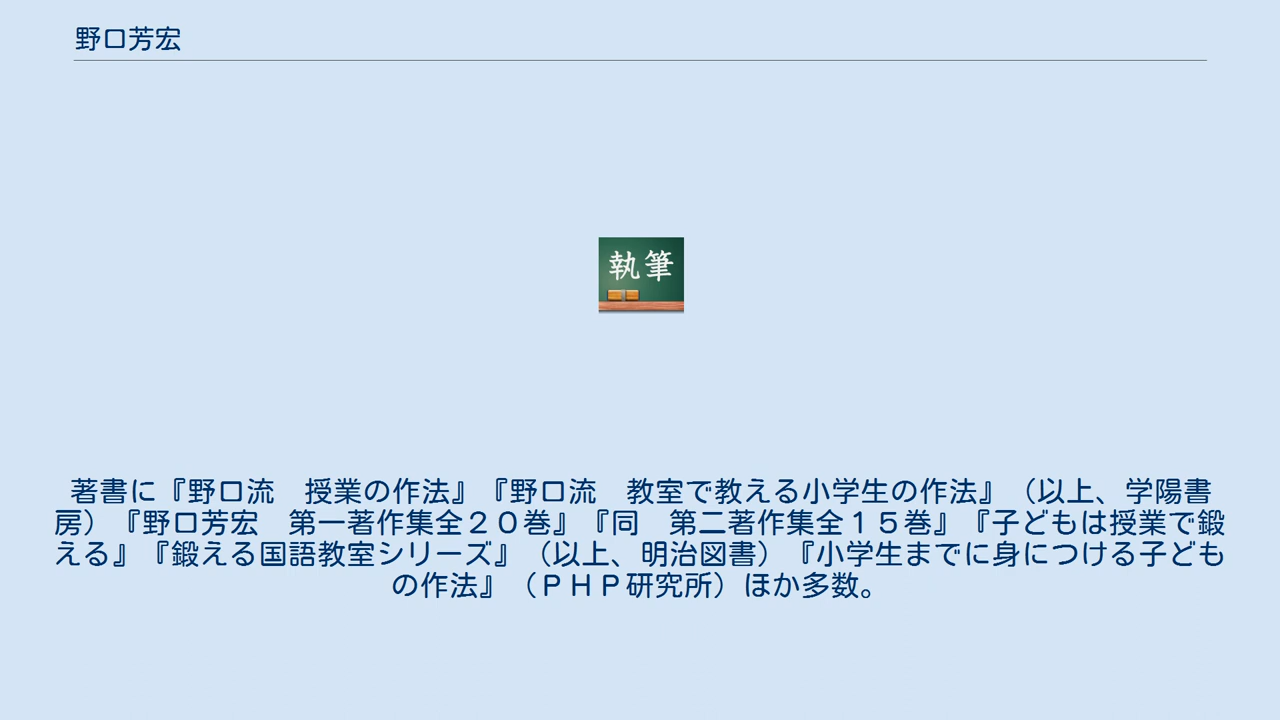 野口芳宏
執筆
著書に『野口流　授業の作法』『野口流　教室で教える小学生の作法』（以上、学陽書
房）『野口芳宏　第一著作集全２０巻』『同　第二著作集全１５巻』『子どもは授業で鍛
える』『鍛える国語教室シリーズ』（以上、明治図書）『小学生までに身につける子ども
の作法』（ＰＨＰ研究所）ほか多数。